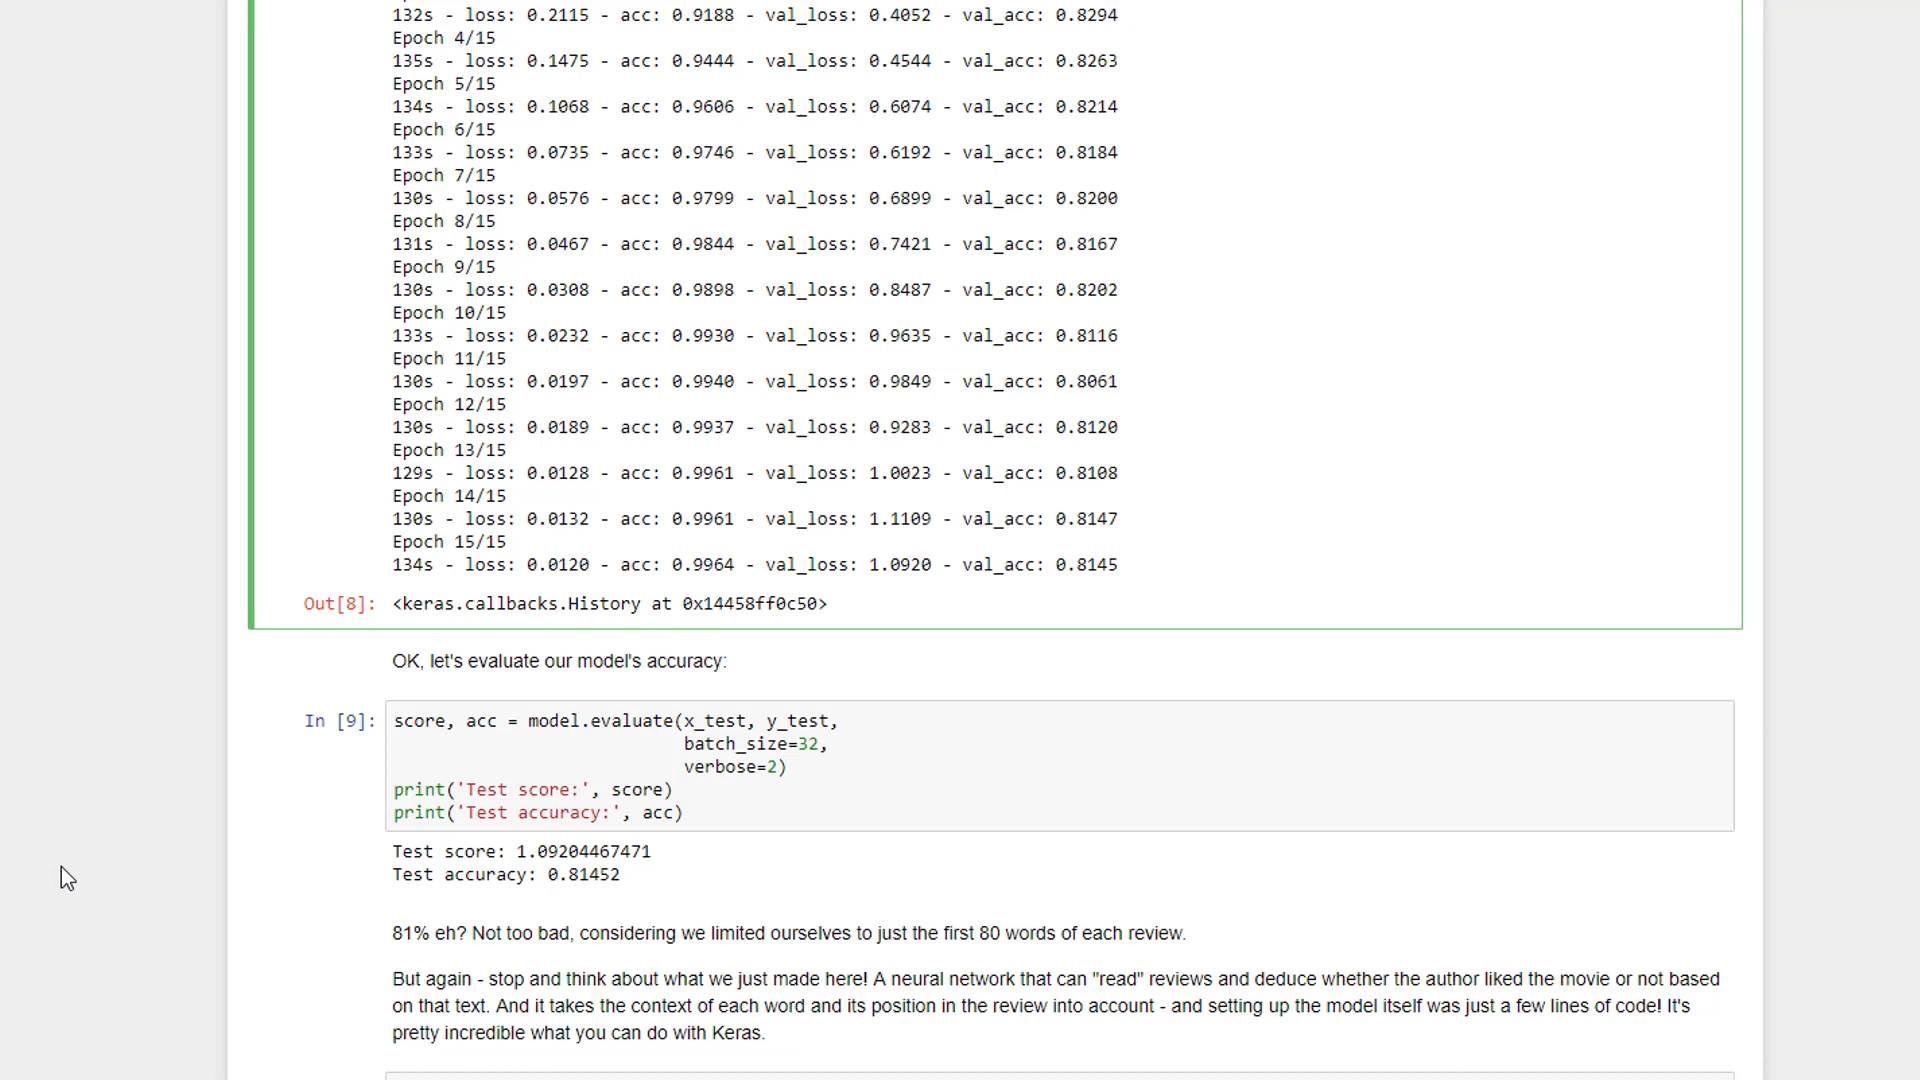 132s - loss: 0.2115 - acc: 0.9188 - val_loss: 0.4052 - val_acc: 0.8294
Epoch 4/15
135s - loss: 0.1475 - acc: 0.9444 - val_loss: 0.4544 - val_acc: 0.8263
Epoch 5/15
134s - loss: 0.1068 - acc: 0.9606 - val_loss: 0.6074 - val_acc: 0.8214
Epoch 6/15
133s - loss: 0.0735 - acc: 0.9746 - val_loss: 0.6192 - val_acc: 0.8184
Epoch 7/15
130s - loss: 0.0576 - acc: 0.9799 - val_loss: 0.6899 - val_acc: 0.8200
Epoch 8/15
131s - loss: 0.0467 - acc: 0.9844 - val_loss: 0.7421 - val_acc: 0.8167
Epoch 9/15
130s - loss: 0.0308 - acc: 0.9898 - val_loss: 0.8487 - val_acc: 0.8202
Epoch 10/15
133s - loss: 0.0232 - acc: 0.9930 - val_loss: 0.9635 - val_acc: 0.8116
Epoch 11/15
130s - loss: 0.0197 - acc: 0.9940 - val_loss: 0.9849 - val_acc: 0.8061
Epoch 12/15
130s - loss: 0.0189 - acc: 0.9937 - val_loss: 0.9283 - val_acc: 0.8120
Epoch 13/15
129s - loss: 0.0128 - acc: 0.9961 - val_loss: 1.0023 - val_acc: 0.8108
Epoch 14/15
130s - loss: 0.0132 - acc: 0.9961 - val_loss: 1.1109 - val_acc: 0.8147
Epoch 15/15
134s - loss: 0.0120 - acc: 0.9964 - val_loss: 1.0920 - val_acc: 0.8145
Out[8]: <keras.callbacks.History at 0x14458ff0c50>
OK, let's evaluate our model's accuracy:
In [9]: score, acc = model.evaluate(x_test, y_test,
batch_size=32,
verbose=2)
print('Test score:', score)
print('Test accuracy:', acc)
Test score: 1.09204467471
Test accuracy: 0.81452
81% eh? Not too bad, considering we limited ourselves to just the first 80 words of each review.
But again - stop and think about what we just made here! A neural network that can "read" reviews and deduce whether the author liked the movie or not based
on that text. And it takes the context of each word and its position in the review into account - and setting up the model itself was just a few lines of code! It's
pretty incredible what you can do with Keras.